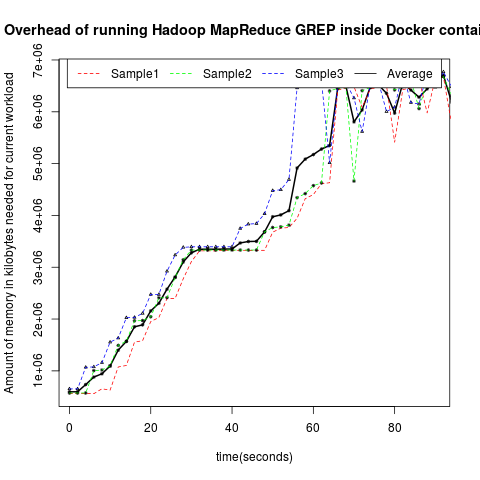 Overhead of running Hadoop MapReduce GREP inside Docker contai
Amount of memory in kilobytes needed for current workload
7e+06
6e+06
5e+06
4e+06
3e+06
2e+06
1e+06
Sample1 Sample2 Sample3 Average
0 20 40 60 80
time(seconds)